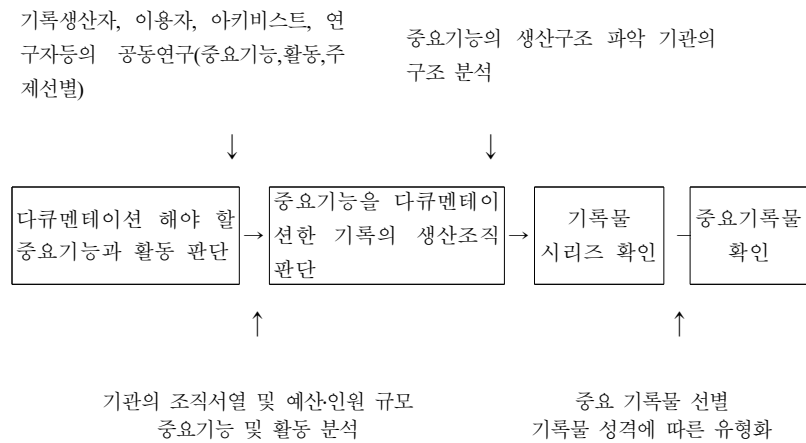 기록생산자, 이용자, 아키비스트, 연
구자등의 공동연구(중요기능,활동,주
제선별)
중요기능의 생산구조 파악 기관의
구조 분석
↓
↓
다큐멘테이션 해야 할
중요기능과 활동 판단
→
중요기능을 다큐멘테이
션한 기록의 생산조직
판단
→
기록물
시리즈 확인
중요기록물
확인
↑
↑
기관의 조직서열 및 예산·인원 규모
중요기능 및 활동 분석
중요 기록물 선별
기록물 성격에 따른 유형화